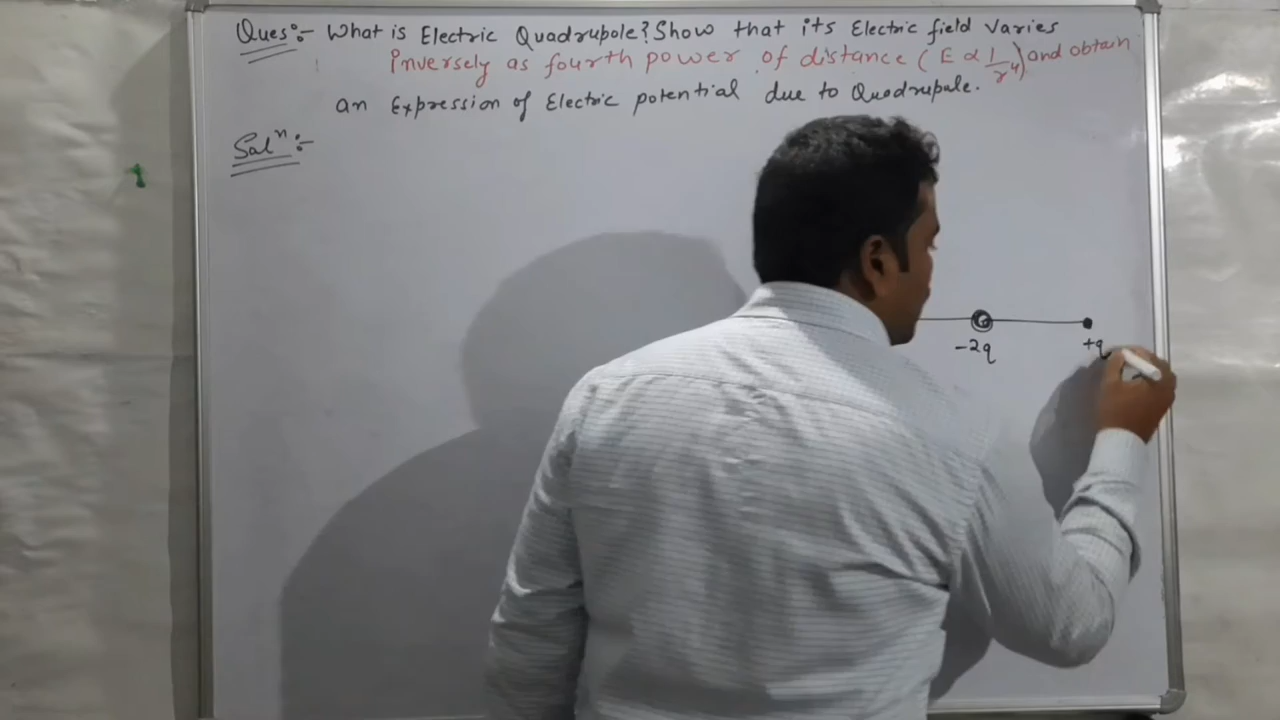 Ques:- What is Electric Quadrupole? Show that its Electric field varies
Inversely as fourth power of distance (E ∝ 1/r⁴) and obtain
an Expression of Electric potential due to Quadrupole.
Solⁿ:-
-2q
+q